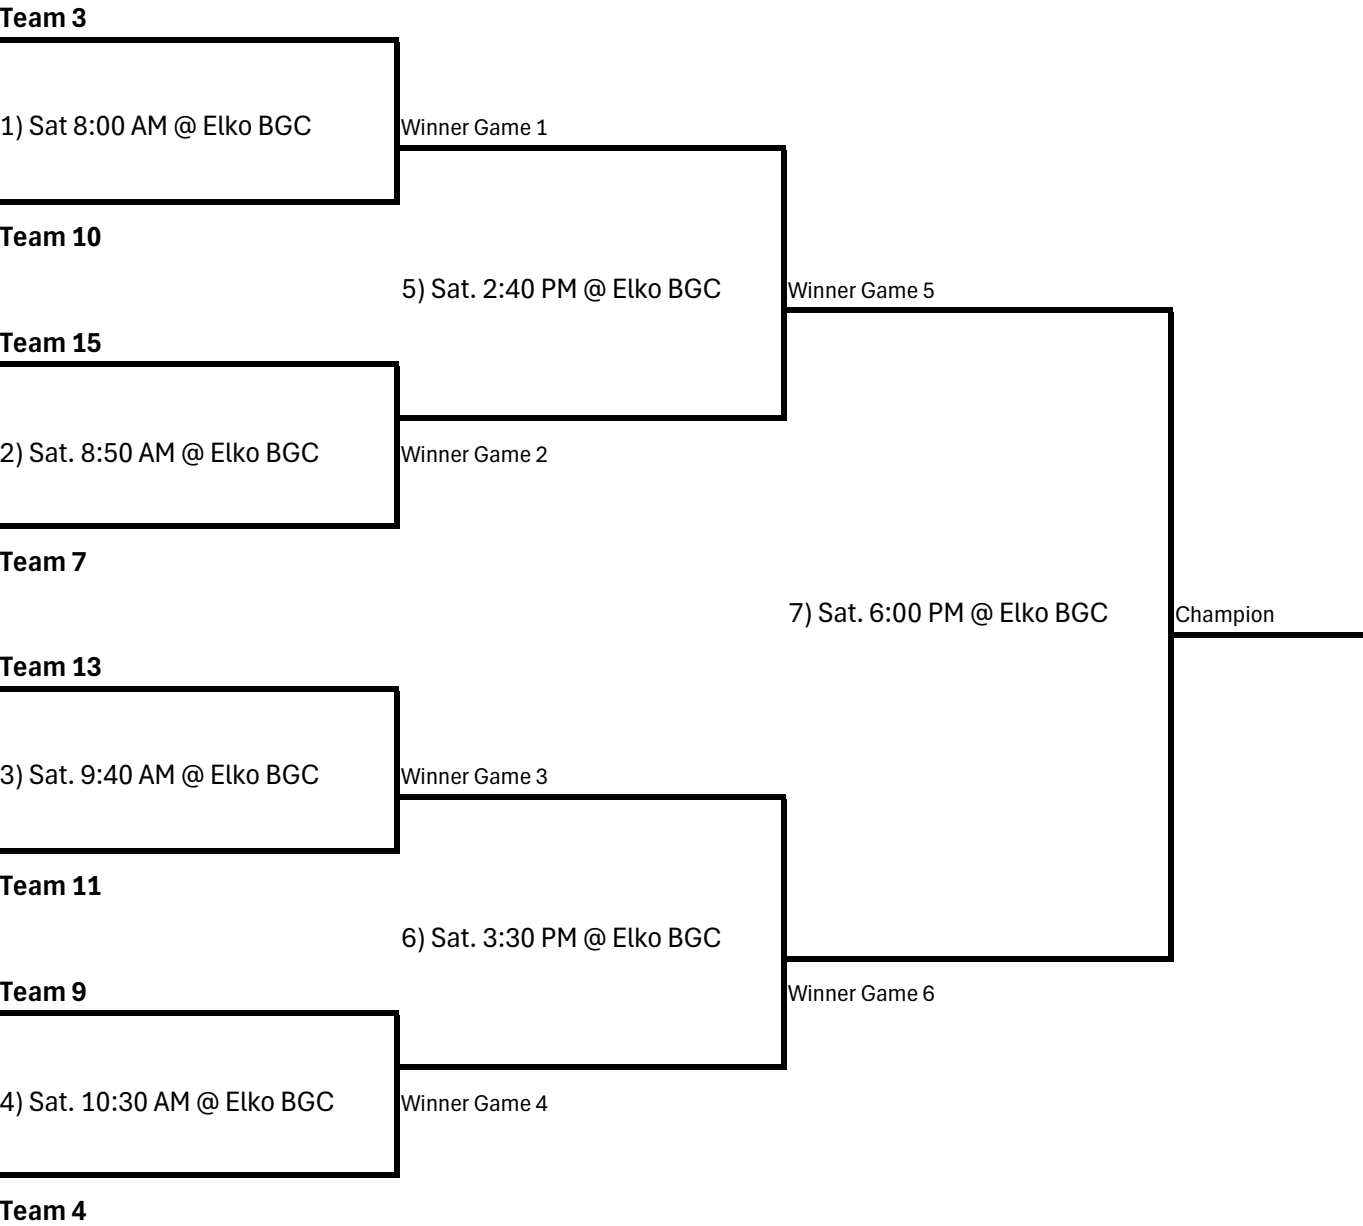 Team 3
1) Sat 8:00 AM @ Elko BGC
Winner Game 1
Team 10
5) Sat. 2:40 PM @ Elko BGC
Winner Game 5
Team 15
2) Sat. 8:50 AM @ Elko BGC
Winner Game 2
Team 7
7) Sat. 6:00 PM @ Elko BGC
Champion
Team 13
3) Sat. 9:40 AM @ Elko BGC
Winner Game 3
Team 11
6) Sat. 3:30 PM @ Elko BGC
Team 9
Winner Game 6
4) Sat. 10:30 AM @ Elko BGC
Winner Game 4
Team 4